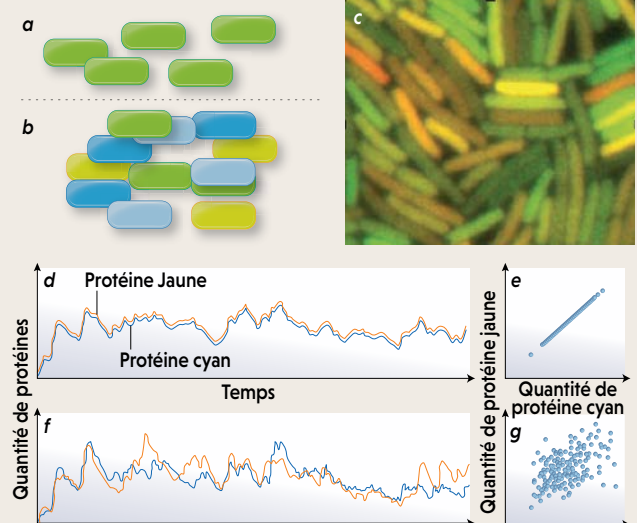 a
b
c
d
Protéine Jaune
Protéine cyan
Quantité de protéines
Temps
e
Quantité de protéine jaune
Quantité de
protéine cyan
f
g